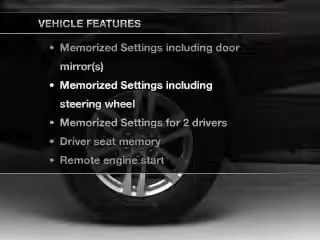 VEHICLE FEATURES
• Memorized Settings including door
mirror(s)
• Memorized Settings including
steering wheel
• Memorized Settings for 2 drivers
• Driver seat memory
• Remote engine start